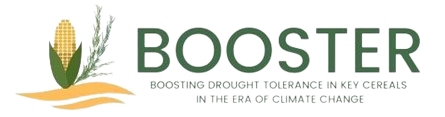 BOOSTER
BOOSTING DROUGHT TOLERANCE IN KEY CEREALS
IN THE ERA OF CLIMATE CHANGE